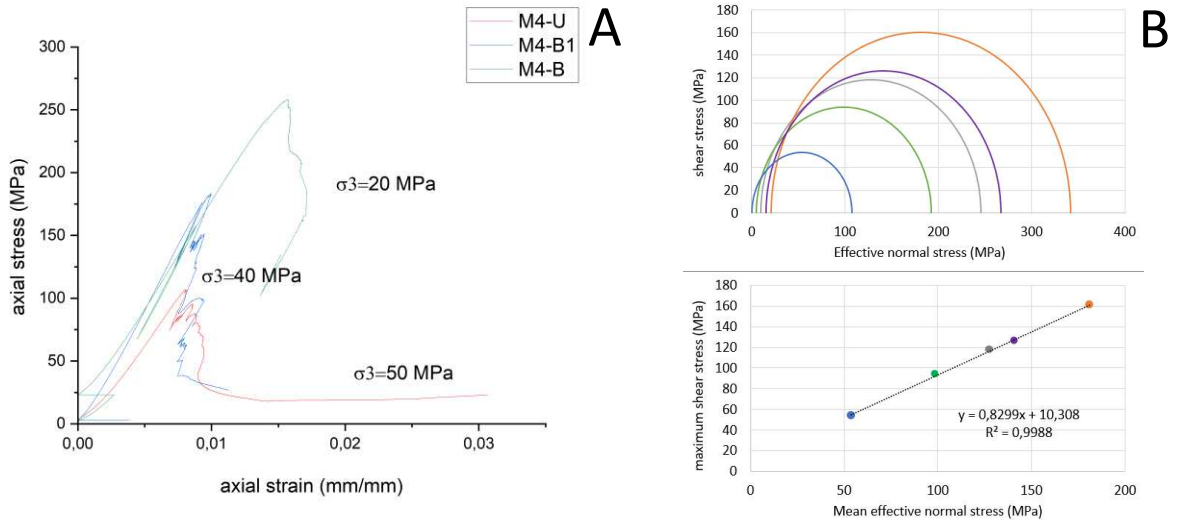 A
M4-U
M4-B1
M4-B
300
250
200
150
100
50
0
axial stress (MPa)
σ3=20 MPa
σ3=40 MPa
σ3=50 MPa
0,00 0,01 0,02 0,03
axial strain (mm/mm)
B
180
160
140
120
100
80
60
40
20
0
shear stress (MPa)
0 100 200 300 400
Effective normal stress (MPa)
180
160
140
120
100
80
60
40
20
0
maximum shear stress (MPa)
y = 0,8299x + 10,308
R² = 0,9988
0 50 100 150 200
Mean effective normal stress (MPa)